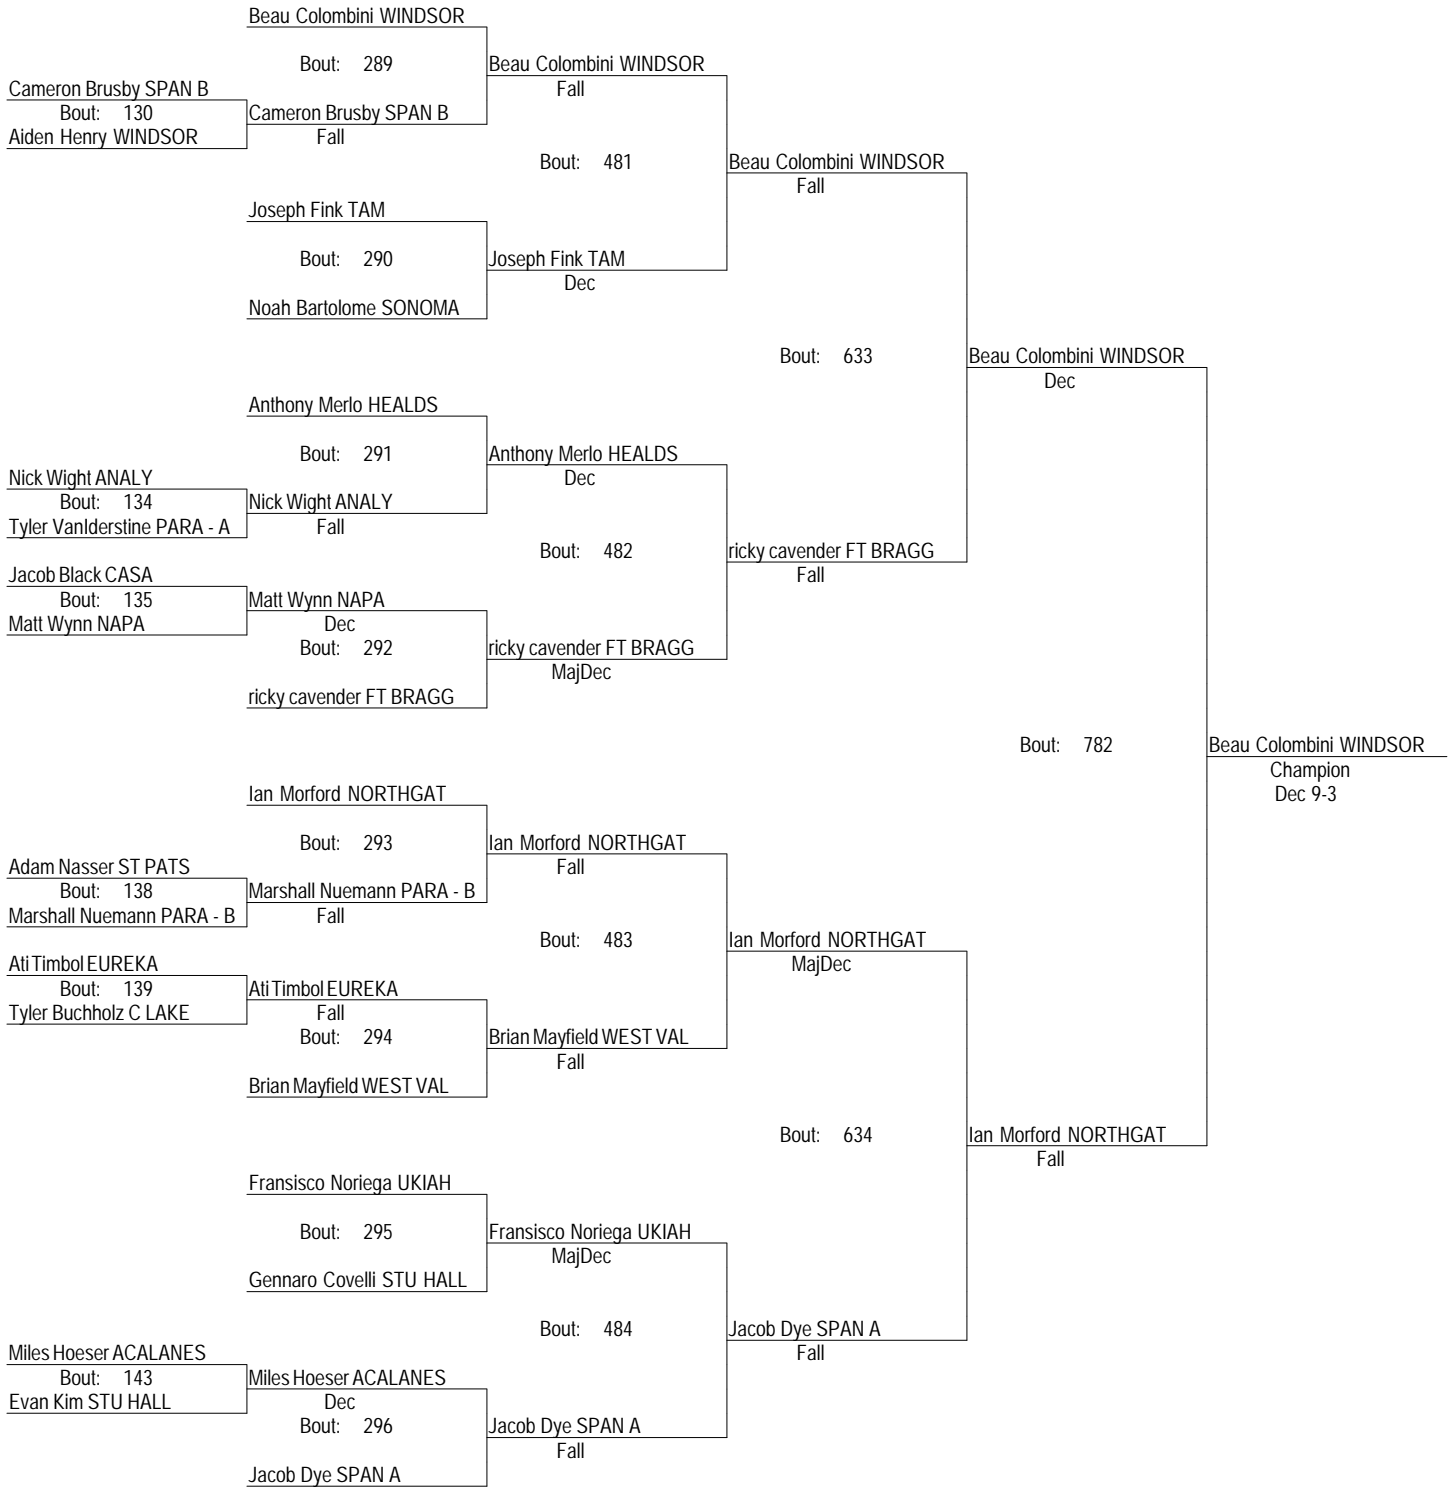 Beau Colombini WINDSOR
Bout: 289
Beau Colombini WINDSOR
Fall
Cameron Brusby SPAN B
Bout: 130
Aiden Henry WINDSOR
Cameron Brusby SPAN B
Fall
Bout: 481
Beau Colombini WINDSOR
Fall
Joseph Fink TAM
Bout: 290
Joseph Fink TAM
Dec
Noah Bartolome SONOMA
Bout: 633
Beau Colombini WINDSOR
Dec
Anthony Merlo HEALDS
Bout: 291
Anthony Merlo HEALDS
Dec
Nick Wight ANALY
Bout: 134
Tyler VanIderstine PARA - A
Nick Wight ANALY
Fall
Bout: 482
ricky cavender FT BRAGG
Fall
Jacob Black CASA
Bout: 135
Matt Wynn NAPA
Matt Wynn NAPA
Dec
Bout: 292
ricky cavender FT BRAGG
MajDec
ricky cavender FT BRAGG
Bout: 782
Beau Colombini WINDSOR
Champion
Dec 9-3
Ian Morford NORTHGAT
Bout: 293
Ian Morford NORTHGAT
Fall
Adam Nasser ST PATS
Bout: 138
Marshall Nuemann PARA - B
Marshall Nuemann PARA - B
Fall
Bout: 483
Ian Morford NORTHGAT
MajDec
Ati Timbol EUREKA
Bout: 139
Tyler Buchholz C LAKE
Ati Timbol EUREKA
Fall
Bout: 294
Brian Mayfield WEST VAL
Fall
Brian Mayfield WEST VAL
Bout: 634
Ian Morford NORTHGAT
Fall
Fransisco Noriega UKIAH
Bout: 295
Fransisco Noriega UKIAH
MajDec
Gennaro Covelli STU HALL
Bout: 484
Jacob Dye SPAN A
Fall
Miles Hoeser ACALANES
Bout: 143
Evan Kim STU HALL
Miles Hoeser ACALANES
Dec
Bout: 296
Jacob Dye SPAN A
Fall
Jacob Dye SPAN A